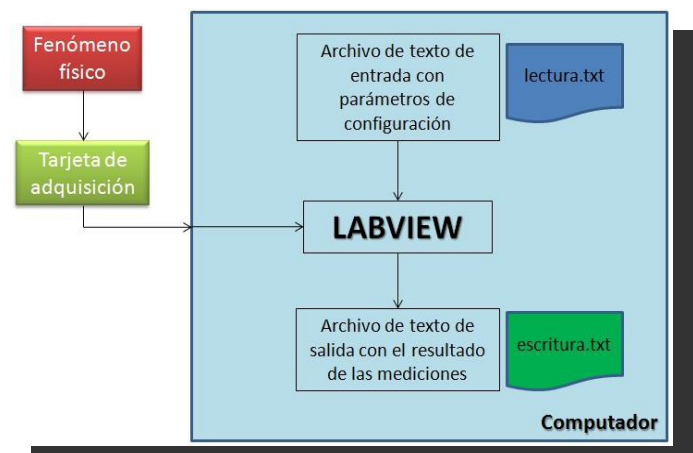 Fenómeno
físico
Tarjeta de
adquisición
Archivo de texto de
entrada con
parámetros de
configuración
lectura.txt
LABVIEW
Archivo de texto de
salida con el resultado
de las mediciones
escritura.txt
Computador